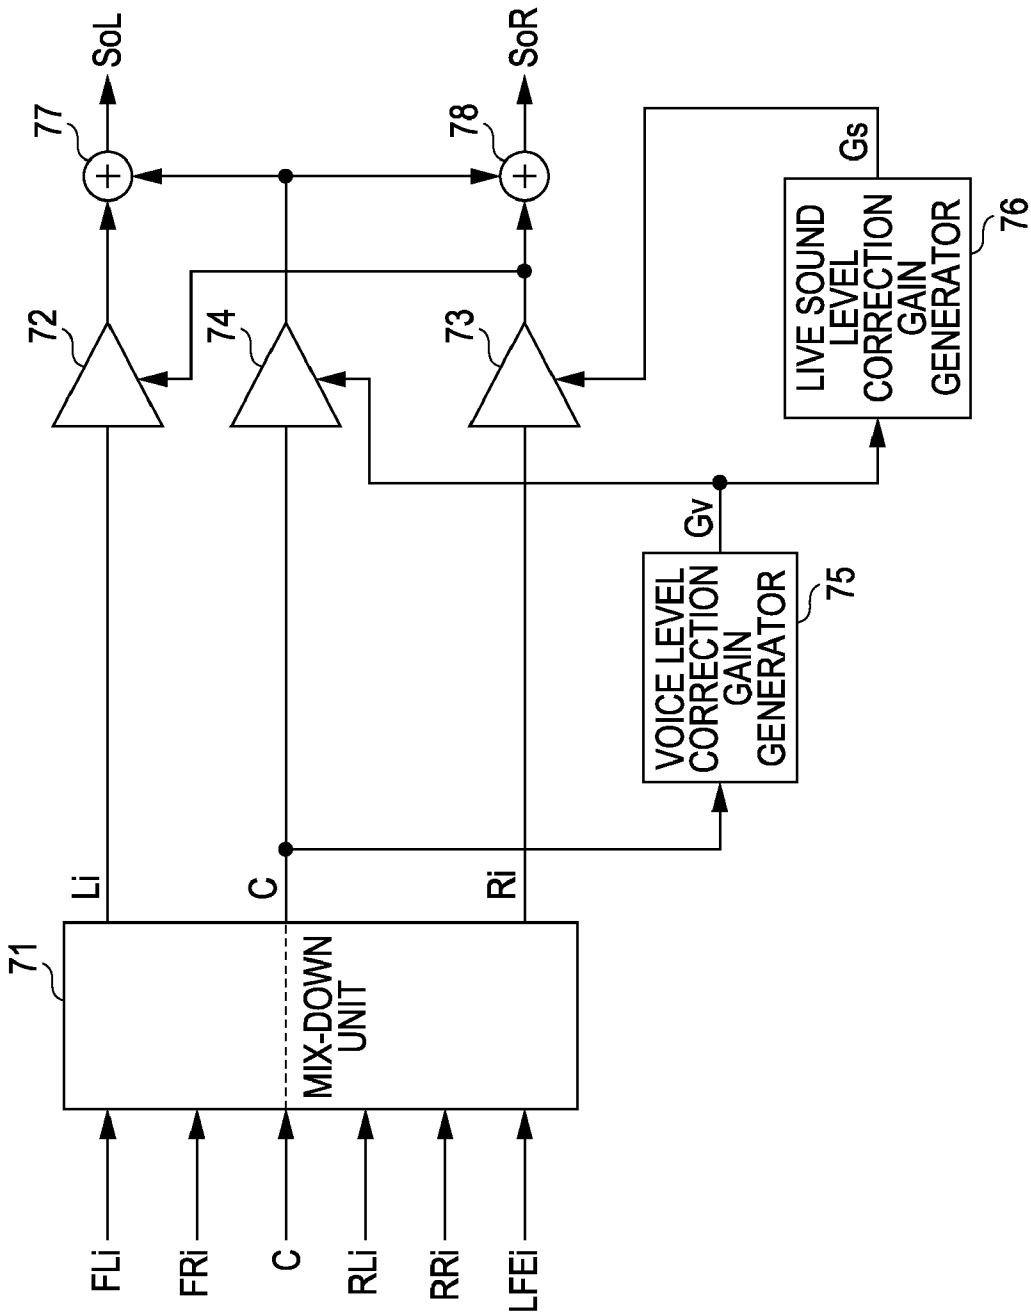 FLi
FRi
C
RLi
RRi
LFEi
71
MIX-DOWN
UNIT
Li
C
Ri
VOICE LEVEL
CORRECTION
GAIN
GENERATOR
75
Gv
72
74
73
LIVE SOUND
LEVEL
CORRECTION
GAIN
GENERATOR
76
Gs
77
78
SoL
SoR